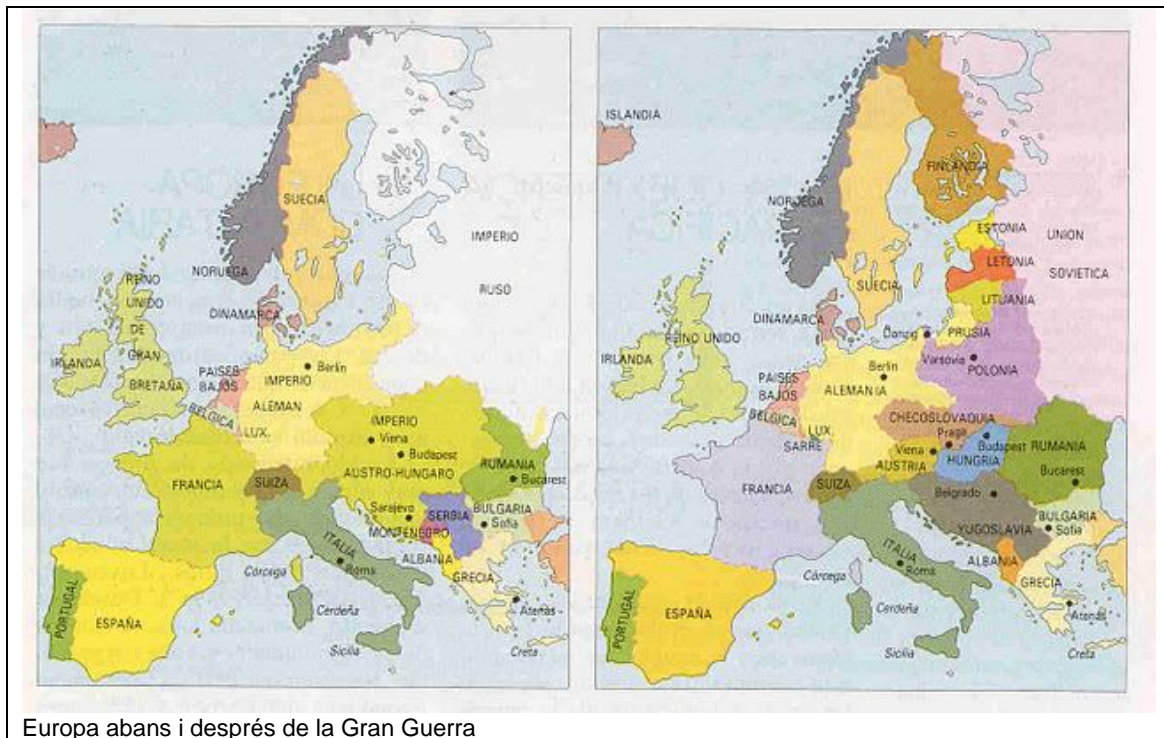 SUECIA
IMPERIO
RUSO
NORUEGA
REINO
UNIDO
DE
GRAN
BRETAÑA
IRLANDA
DINAMARCA
PAISES
BAJOS
BELGICA
LUX.
Berlin
IMPERIO
ALEMAN
IMPERIO
Viena
Budapest
AUSTRO-HUNGARO
FRANCIA
SUIZA
RUMANIA
Bucarest
Sarajevo
SERBIA
MONTENEGRO
BULGARIA
Sofia
ITALIA
ALBANIA
Roma
Córcega
GRECIA
Atenas
PORTUGAL
ESPAÑA
Cerdeña
Sicilia
Creta
ISLANDIA
FINLANDIA
NORUEGA
ESTONIA
UNION
SOVIETICA
LETONIA
SUECIA
LITUANIA
DINAMARCA
Danzig
PRUSIA
REINO UNIDO
IRLANDA
Varsovia
POLONIA
Berlin
PAISES
BAJOS
ALEMANIA
BELGICA
LUX.
SARRE
CHECOSLOVAQUIA
Praga
Viena
Budapest
AUSTRIA
HUNGRIA
RUMANIA
Bucarest
FRANCIA
SUIZA
Belgrado
YUGOSLAVIA
BULGARIA
Sofia
ITALIA
ALBANIA
Roma
Córcega
GRECIA
Atenas
PORTUGAL
ESPAÑA
Cerdeña
Sicilia
Creta
Europa abans i després de la Gran Guerra